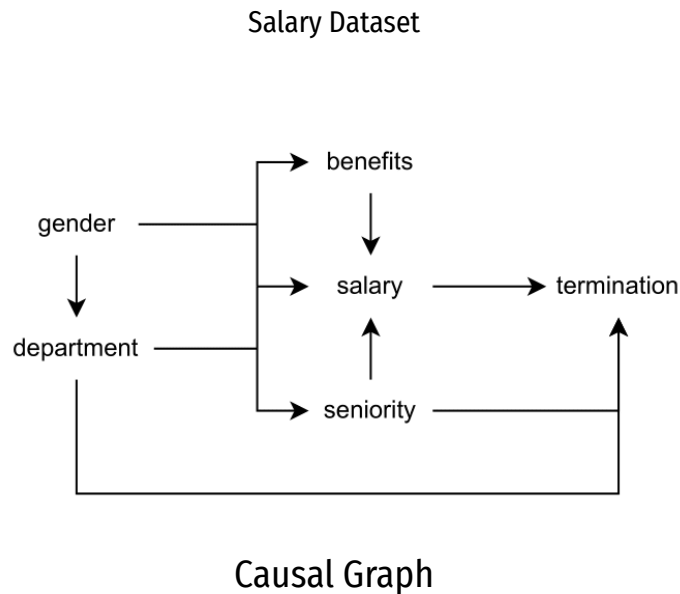 Salary Dataset
benefits
gender
salary
termination
department
seniority
Causal Graph